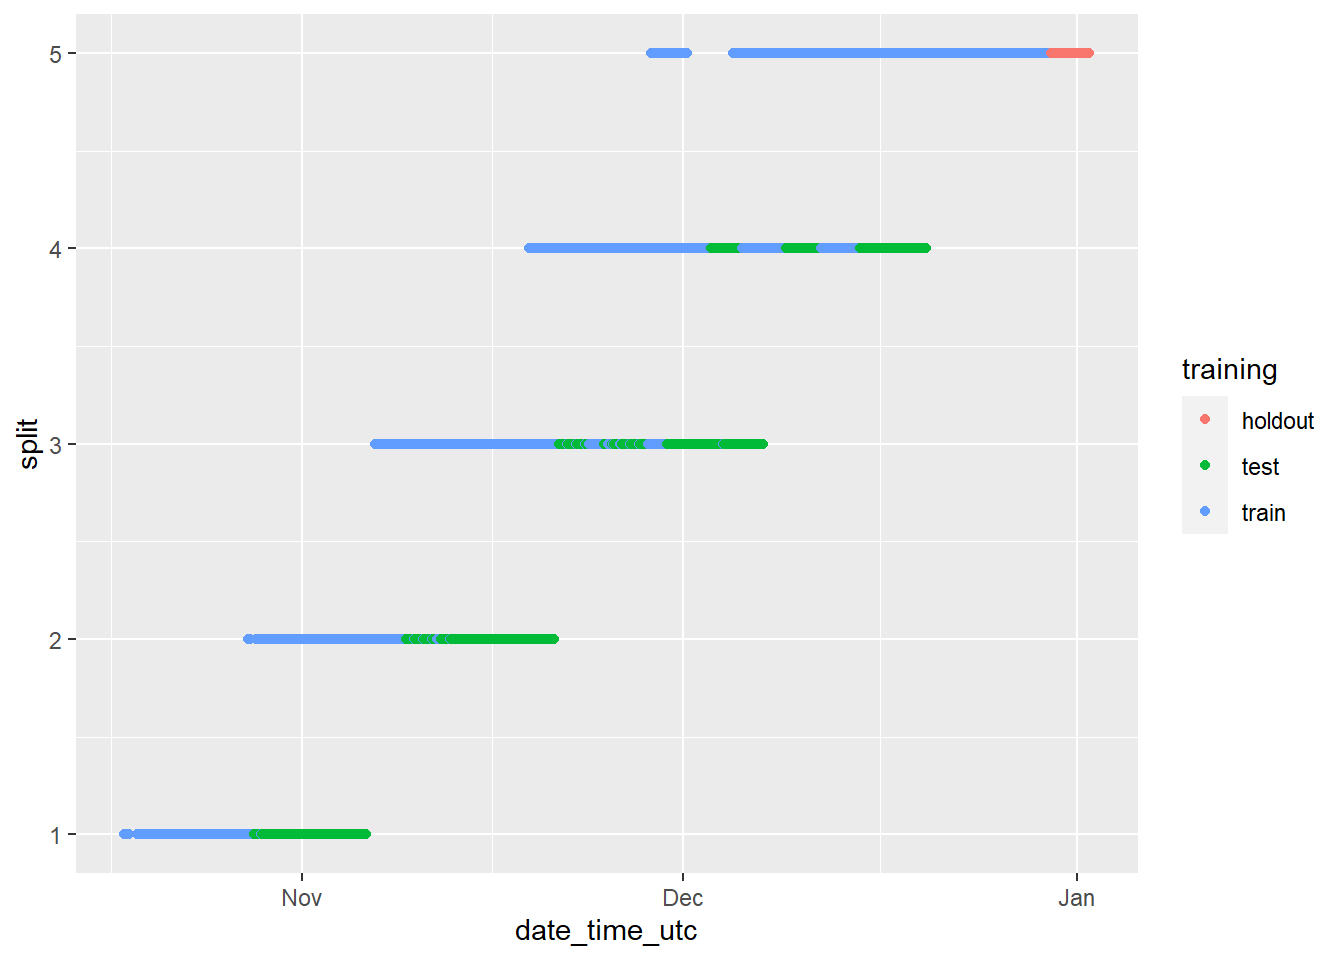 5
4
3
2
1
split
Nov
Dec
Jan
date_time_utc
training
holdout
test
train